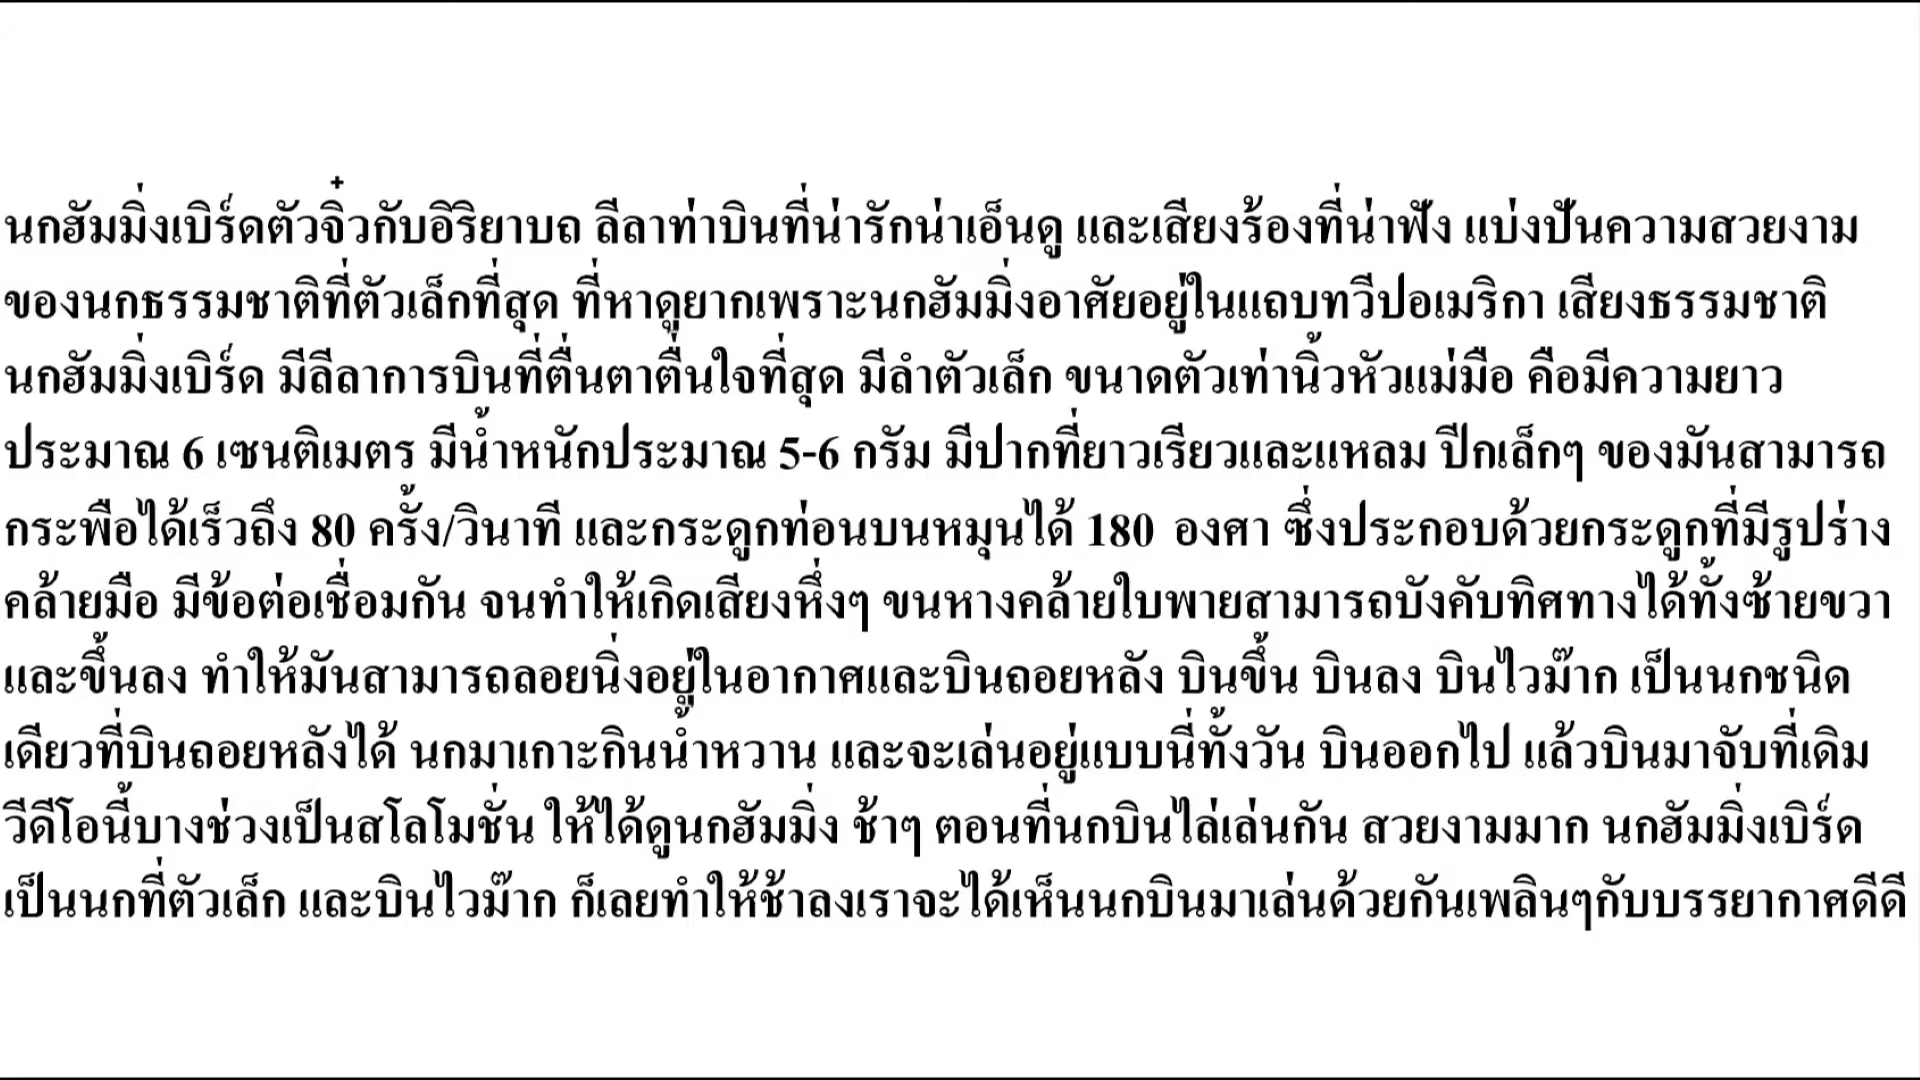 นกฮัมมิ่งเบิร์ดตัวจิ๋วกับอิริยาบถ ลีลาท่าบินที่น่ารักน่าเอ็นดู และเสียงร้องที่น่าฟัง แบ่งปันความสวยงาม
ของนกธรรมชาติที่ตัวเล็กที่สุด ที่หาดูยากเพราะนกฮัมมิ่งอาศัยอยู่ในแถบทวีปอเมริกา เสียงธรรมชาติ
นกฮัมมิ่งเบิร์ด มีลีลาการบินที่ตื่นตาตื่นใจที่สุด มีลำตัวเล็ก ขนาดตัวเท่านิ้วหัวแม่มือ คือมีความยาว
ประมาณ 6 เซนติเมตร มีน้ำหนักประมาณ 5-6 กรัม มีปากที่ยาวเรียวและแหลม ปีกเล็กๆ ของมันสามารถ
กระพือได้เร็วถึง 80 ครั้ง/วินาที และกระดูกท่อนบนหมุนได้ 180 องศา ซึ่งประกอบด้วยกระดูกที่มีรูปร่าง
คล้ายมือ มีข้อต่อเชื่อมกัน จนทำให้เกิดเสียงหึ่งๆ ขนหางคล้ายใบพายสามารถบังคับทิศทางได้ทั้งซ้ายขวา
และขึ้นลง ทำให้มันสามารถลอยนิ่งอยู่ในอากาศและบินถอยหลัง บินขึ้น บินลง บินไวม๊าก เป็นนกชนิด
เดียวที่บินถอยหลังได้ นกมาเกาะกินน้ำหวาน และจะเล่นอยู่แบบนี่ทั้งวัน บินออกไป แล้วบินมาจับที่เดิม
วีดีโอนี้บางช่วงเป็นสโลโมชั่น ให้ได้ดูนกฮัมมิ่ง ช้าๆ ตอนที่นกบินไล่เล่นกัน สวยงามมาก นกฮัมมิ่งเบิร์ด
เป็นนกที่ตัวเล็ก และบินไวม๊าก ก็เลยทำให้ช้าลงเราจะได้เห็นนกบินมาเล่นด้วยกันเพลินๆกับบรรยากาศดีดี